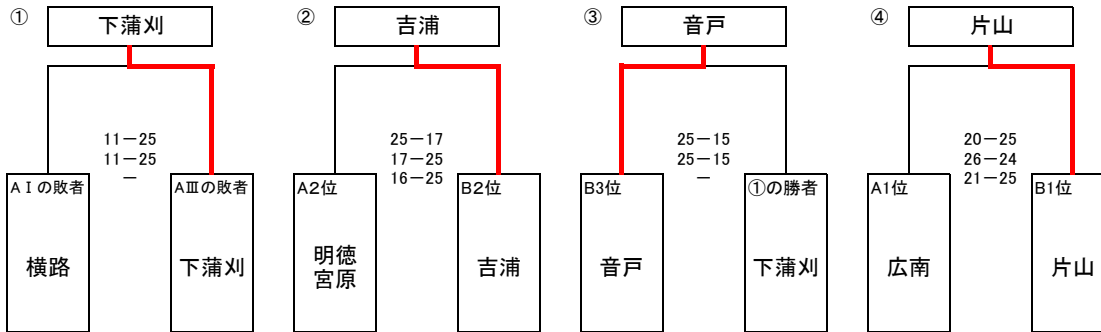 ①
下蒲刈
11－25
11－25
－
AⅠの敗者
横路
AⅢの敗者
下蒲刈
②
吉浦
25－17
17－25
16－25
A2位
明徳
宮原
B2位
吉浦
③
音戸
25－15
25－15
－
B3位
音戸
①の勝者
下蒲刈
④
片山
20－25
26－24
21－25
A1位
広南
B1位
片山